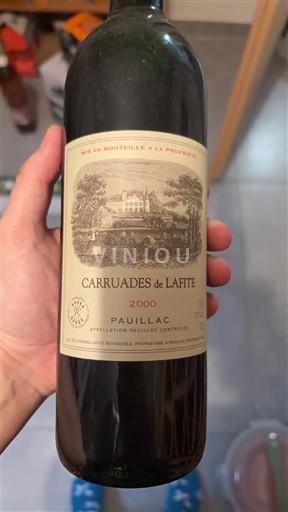 MIS EN BOUTEILLE A LA PROPRIÉTÉ
VINIOU
CARRUADES de LAFITE
2000
PAUILLAC
APPELLATION PAUILLAC CONTRÔLÉE